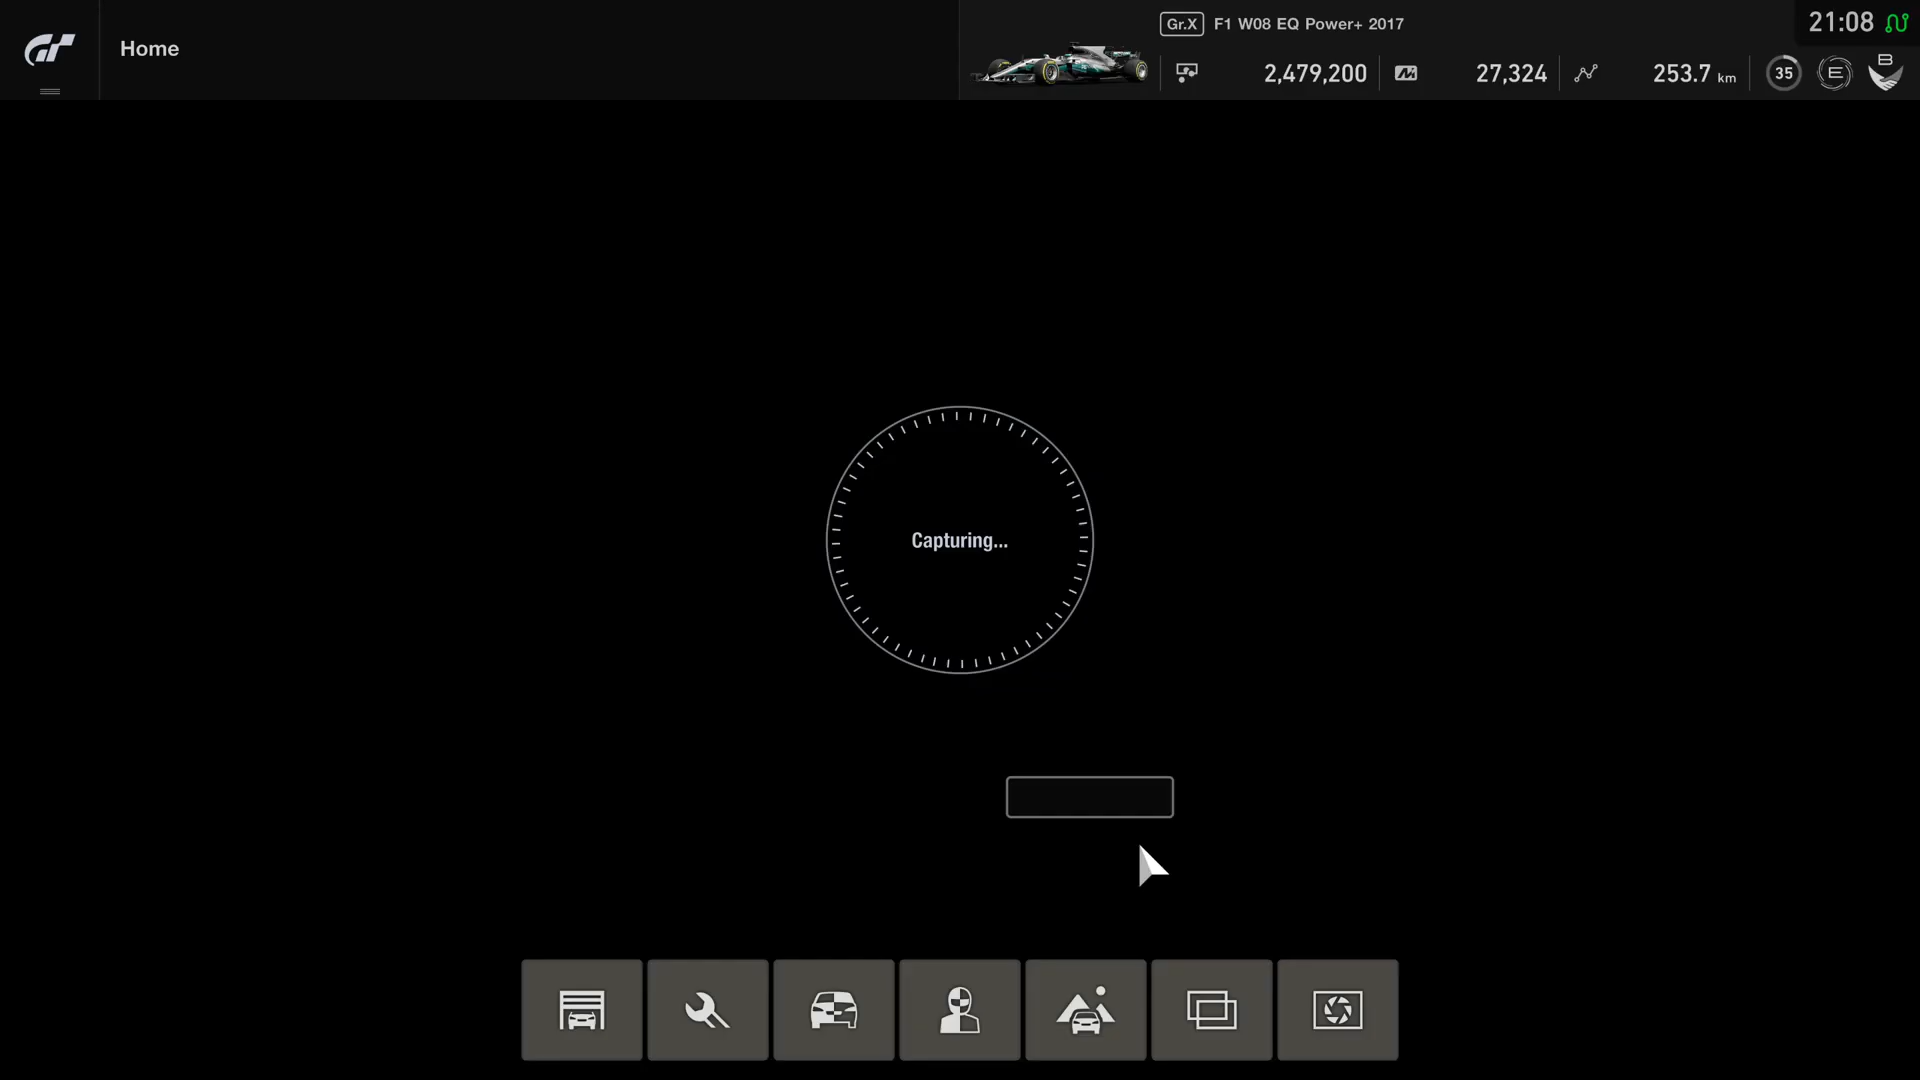 Home
Gr.X F1 W08 EQ Power+ 2017
21:08
2,479,200
27,324
253.7 km
35
E
B
Capturing...